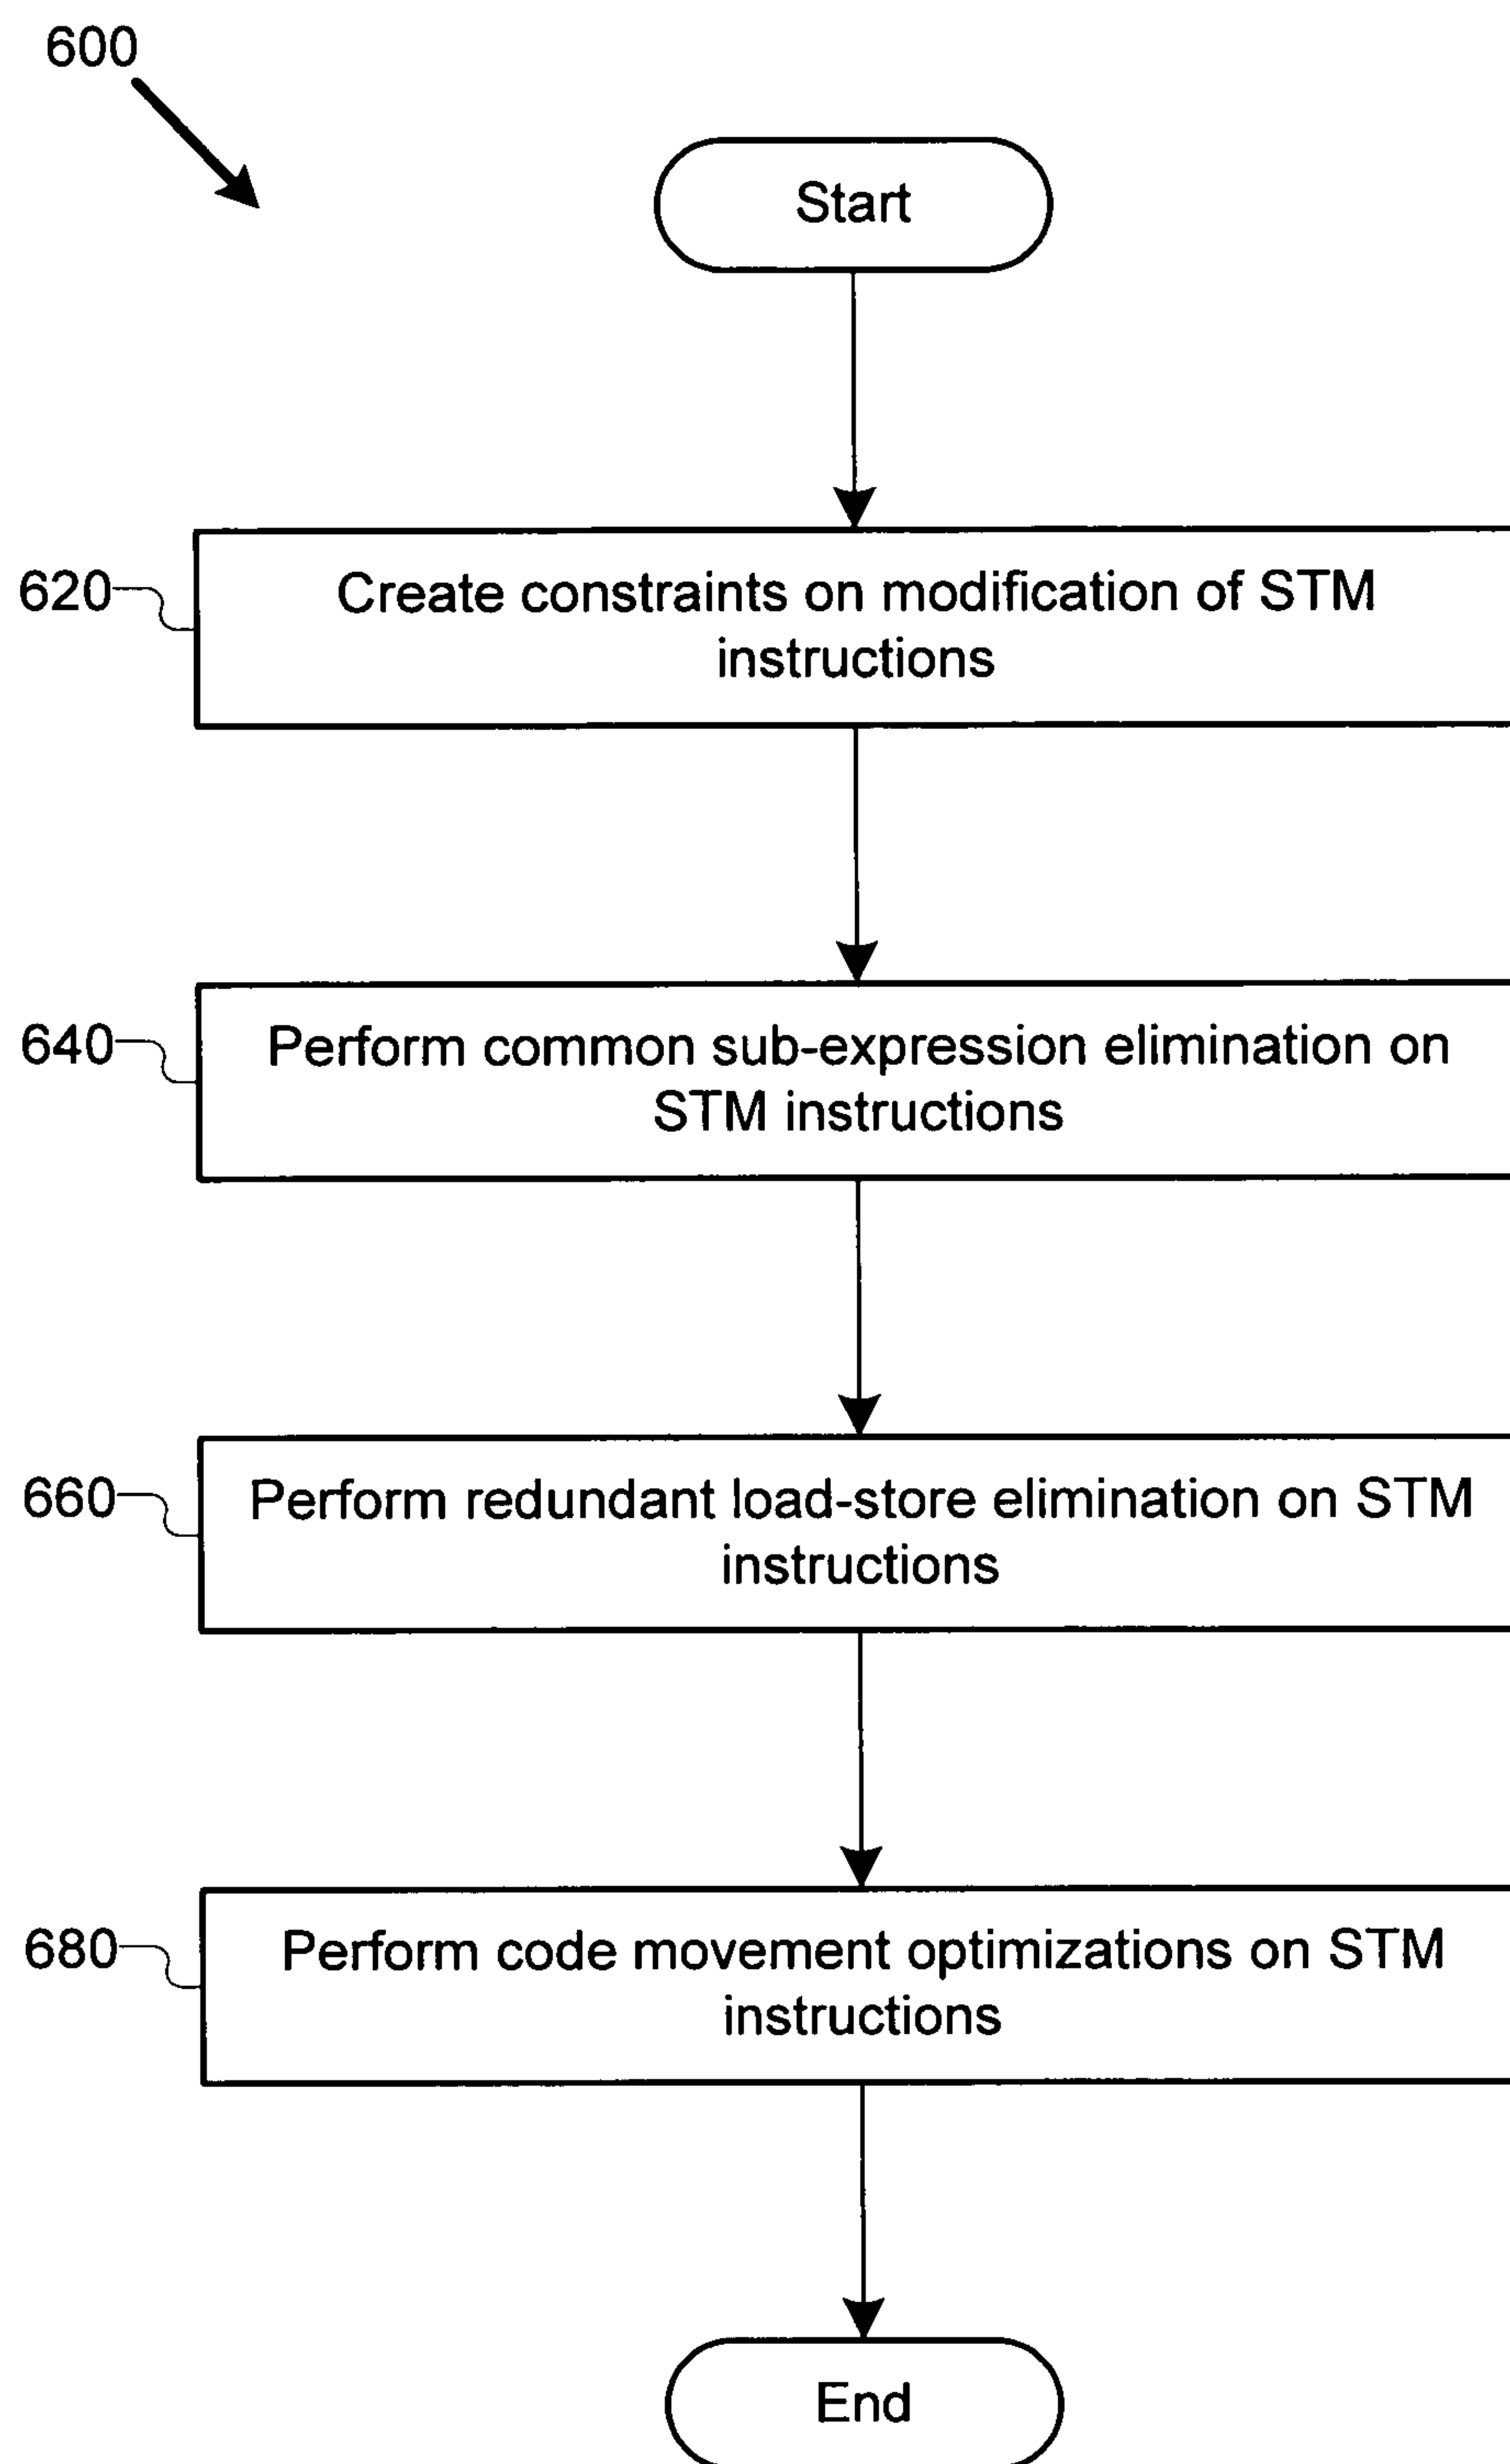 600
Start
620
Create constraints on modification of STM
instructions
640
Perform common sub-expression elimination on
STM instructions
660
Perform redundant load-store elimination on STM
instructions
680
Perform code movement optimizations on STM
instructions
End